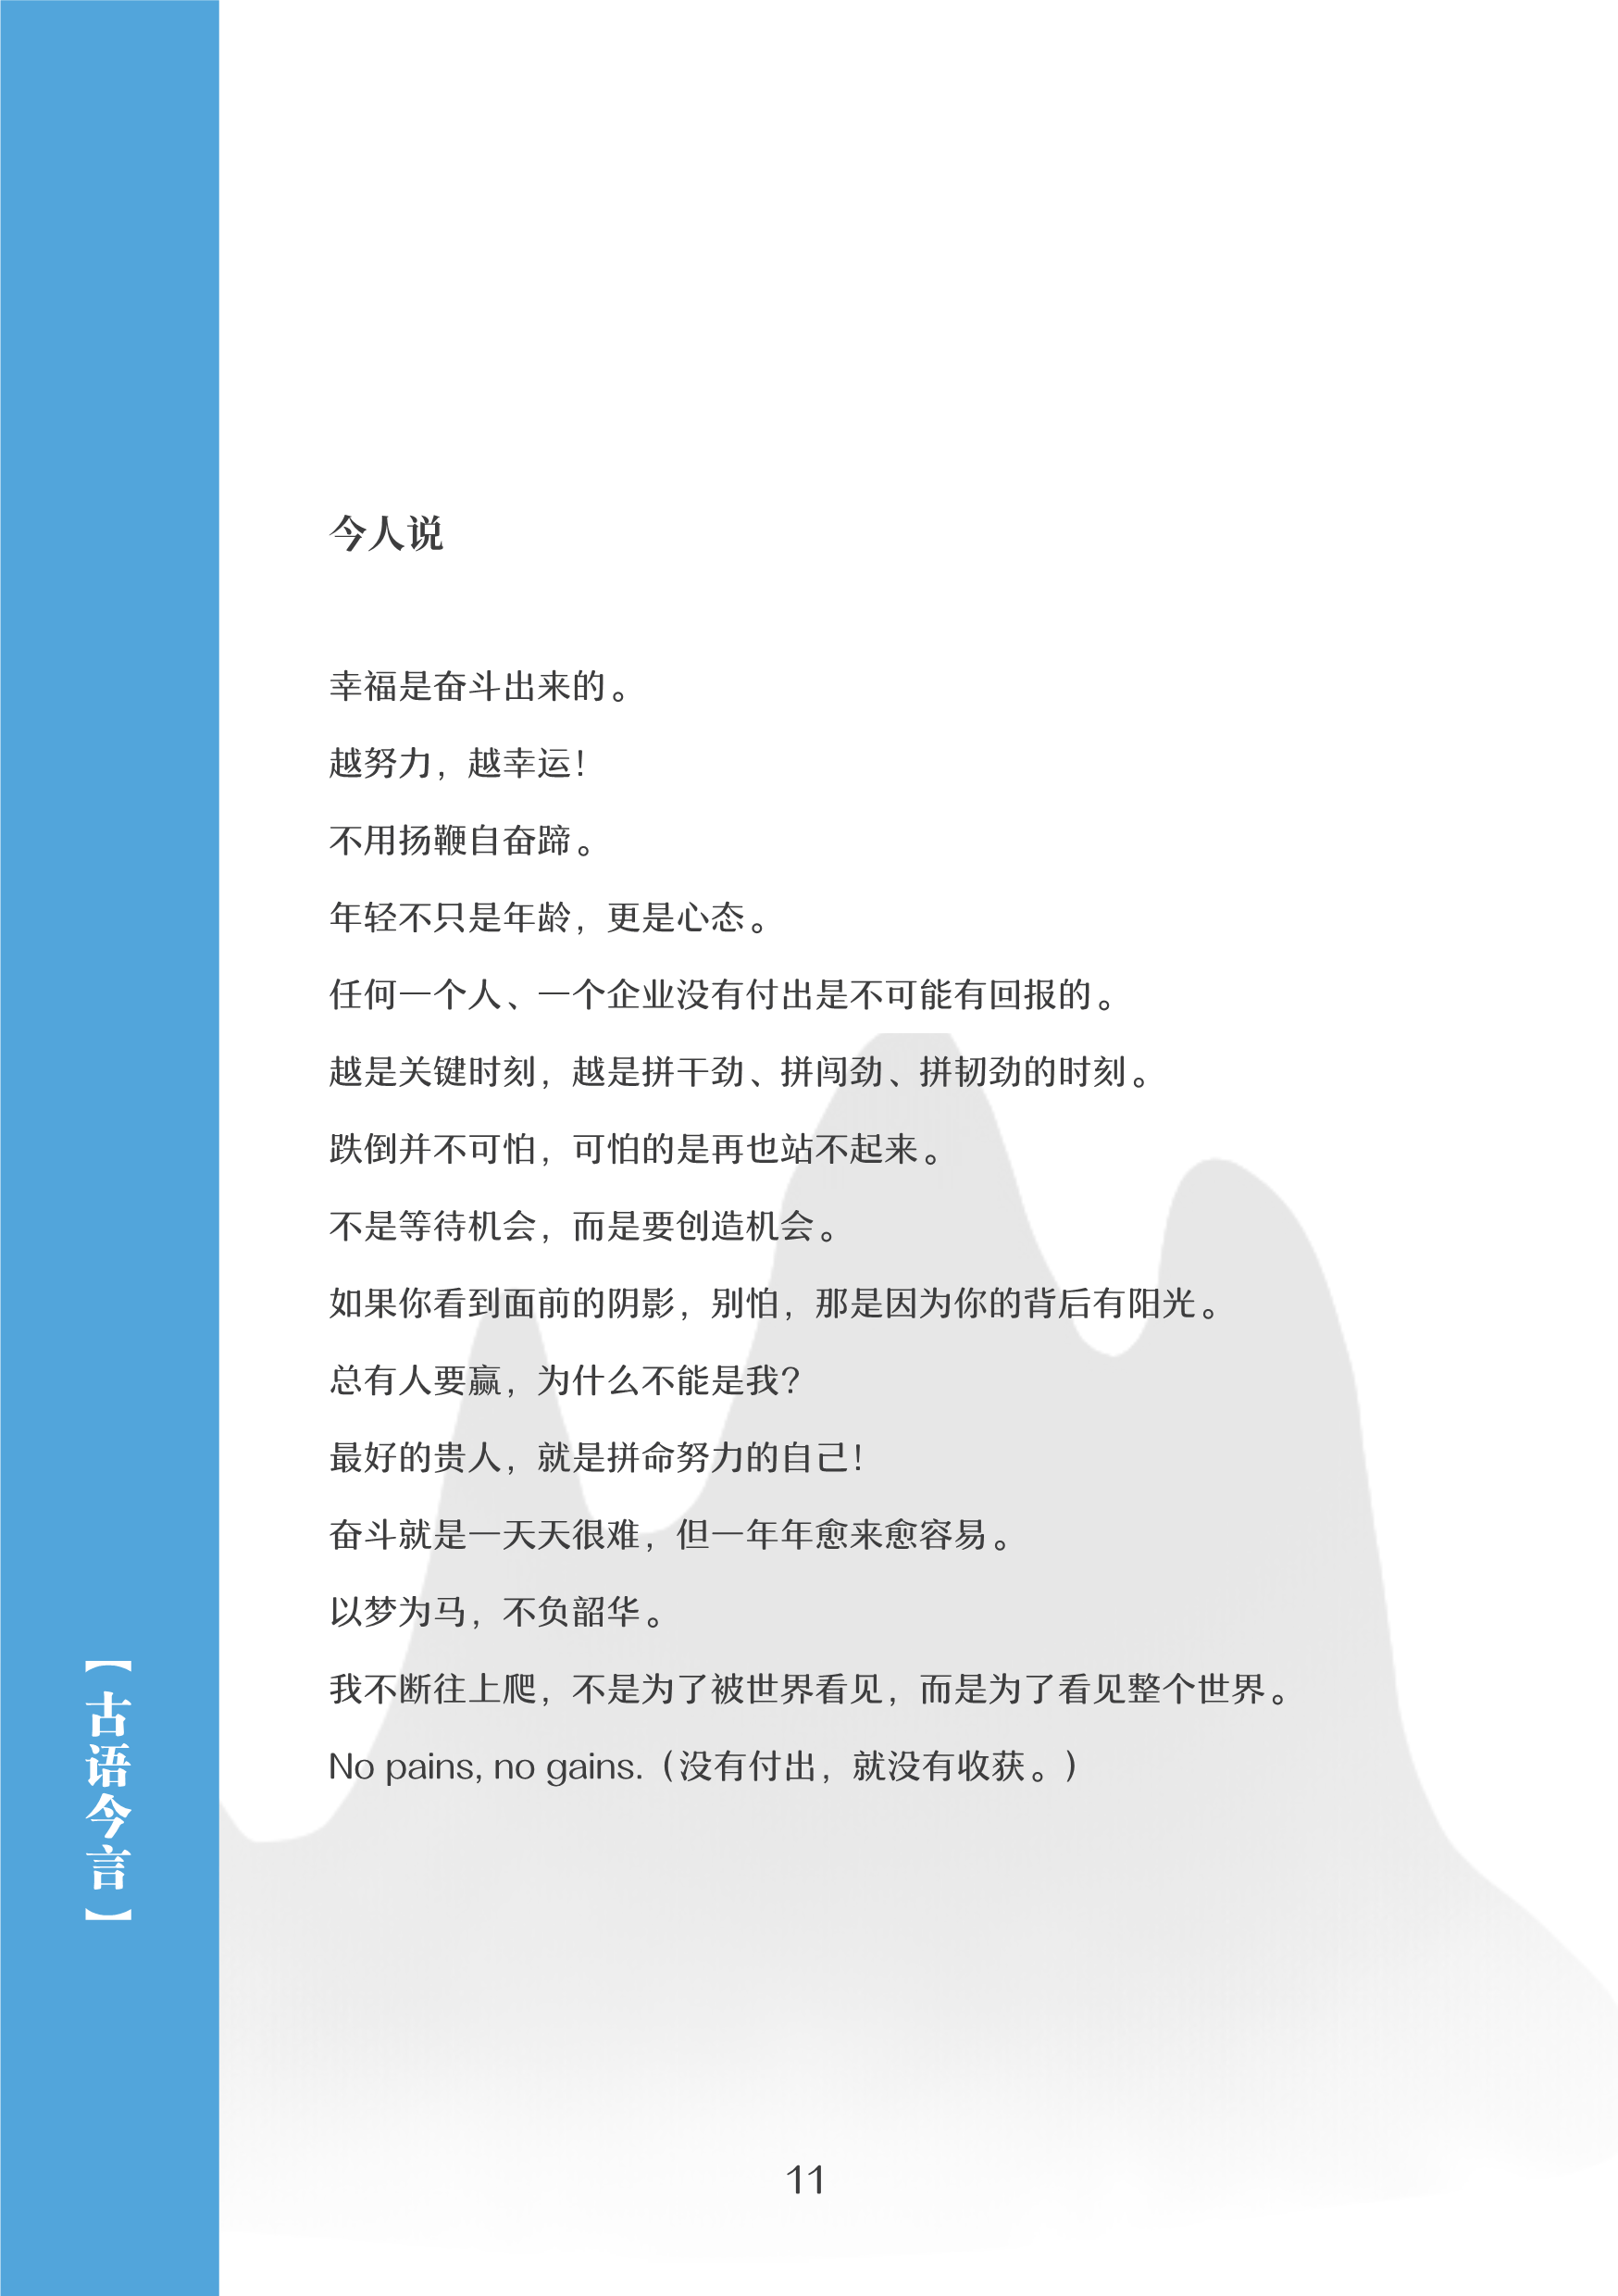 今人说
幸福是奋斗出来的。
越努力，越幸运！
不用扬鞭自奋蹄。
年轻不只是年龄，更是心态。
任何一个人、一个企业没有付出是不可能有回报的。
越是关键时刻，越是拼干劲、拼闯劲、拼韧劲的时刻。
跌倒并不可怕，可怕的是再也站不起来。
不是等待机会，而是要创造机会。
如果你看到面前的阴影，别怕，那是因为你的背后有阳光。
总有人要赢，为什么不能是我？
最好的贵人，就是拼命努力的自己！
奋斗就是一天天很难，但一年年愈来愈容易。
以梦为马，不负韶华。
我不断往上爬，不是为了被世界看见，而是为了看见整个世界。
No pains, no gains.（没有付出，就没有收获。）
【古语今言】
11